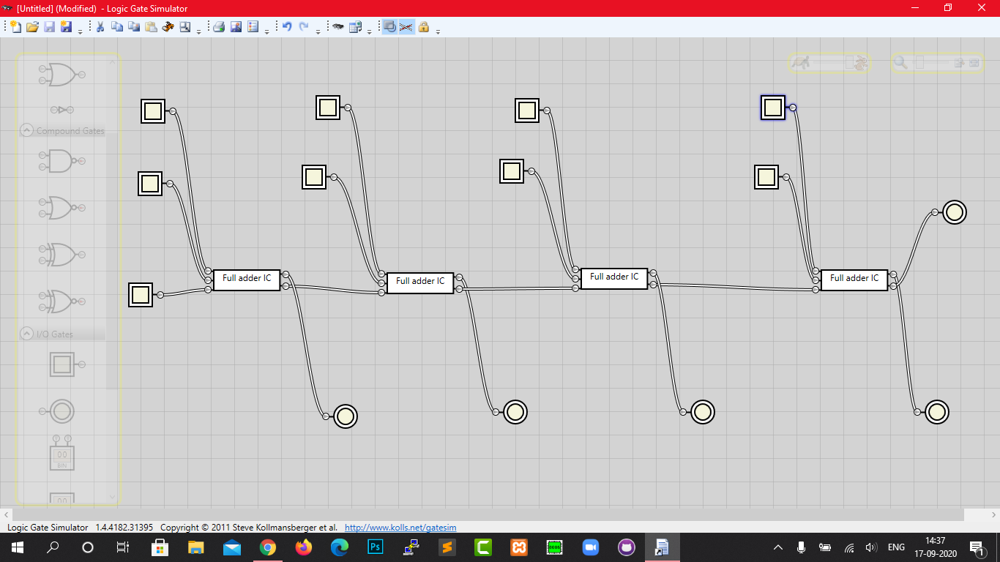 [Untitled] (Modified) - Logic Gate Simulator
Compound Gates
I/O Gates
00
BIN
00
Full adder IC
Full adder IC
Full adder IC
Full adder IC
Logic Gate Simulator 1.4.4182.31395 Copyright © 2011 Steve Kollmansberger et al. http://www.kolls.net/gatesim
Ps
8086
ENG
14:37
17-09-2020
1